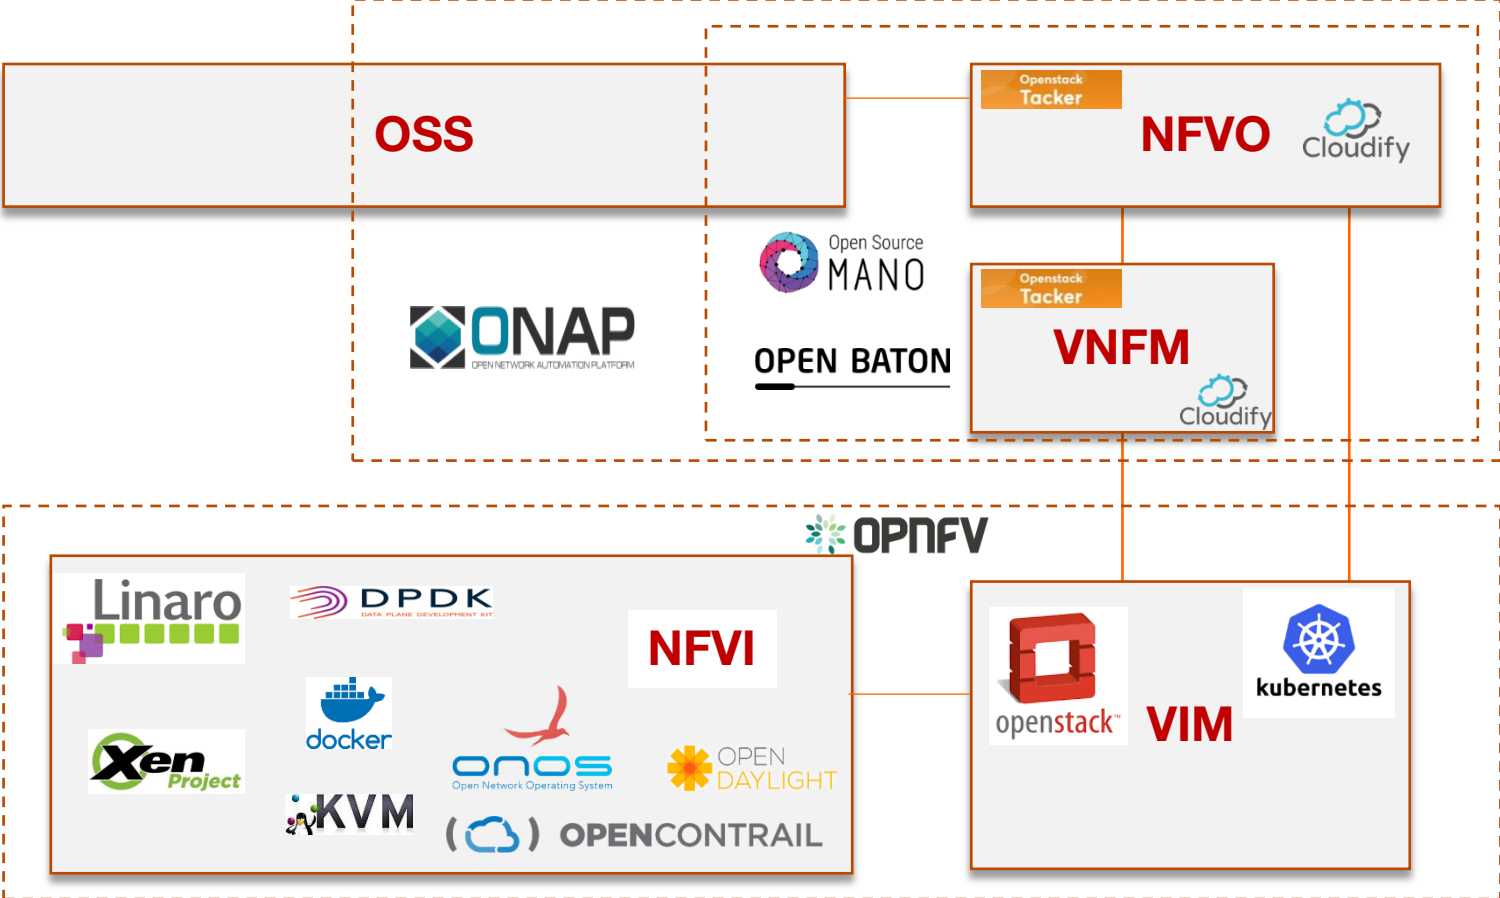 OSS
Openstack
Tacker
NFVO
Cloudify
Open Source
MANO
ONAP
OPEN NETWORK AUTOMATION PLATFORM
OPEN BATON
Openstack
Tacker
VNFM
Cloudify
OPNFV
Linaro
DPDK
DATA PLANE DEVELOPMENT KIT
NFVI
docker
Xen
Project
onos
Open Network Operating System
OPEN
DAYLIGHT
KVM
OPENCONTRAIL
openstack™
VIM
kubernetes